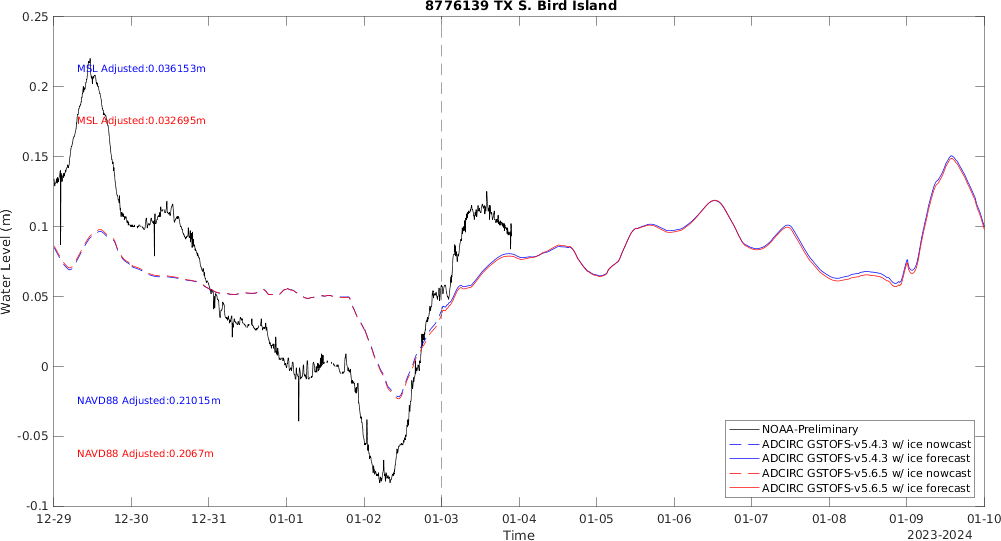 8776139 TX S. Bird Island
0.25
0.2
0.15
0.1
0.05
0
-0.05
-0.1
Water Level (m)
MSL Adjusted:0.036153m
MSL Adjusted:0.032695m
NAVD88 Adjusted:0.21015m
NAVD88 Adjusted:0.2067m
NOAA-Preliminary
ADCIRC GSTOFS-v5.4.3 w/ ice nowcast
ADCIRC GSTOFS-v5.4.3 w/ ice forecast
ADCIRC GSTOFS-v5.6.5 w/ ice nowcast
ADCIRC GSTOFS-v5.6.5 w/ ice forecast
12-29 12-30 12-31 01-01 01-02 01-03 01-04 01-05 01-06 01-07 01-08 01-09 01-10
Time
2023-2024